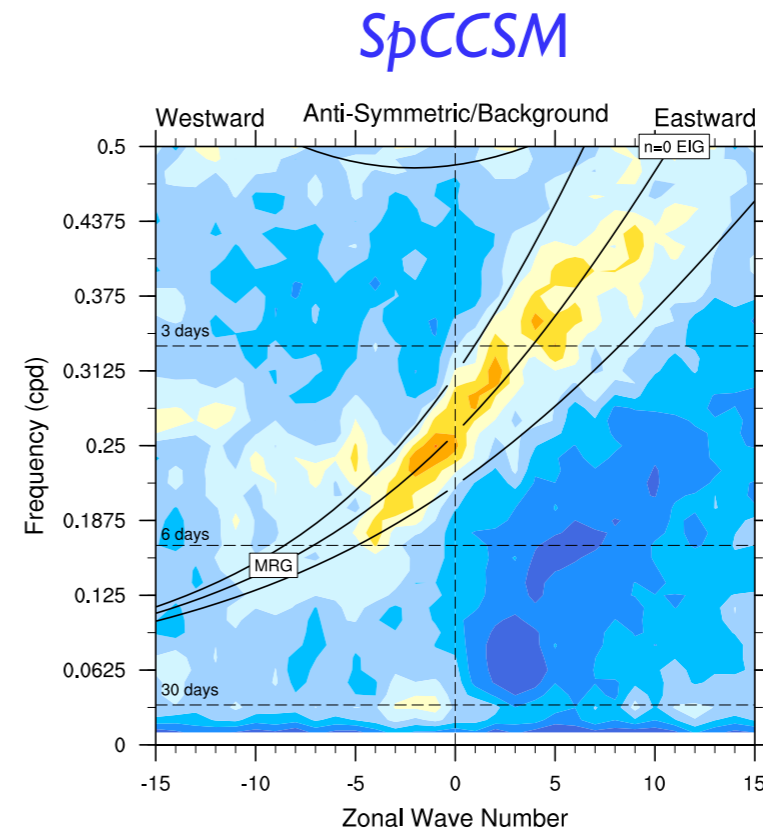 SpCCSM
Westward Anti-Symmetric/Background Eastward
n=0 EIG
0.5
0.4375
0.375
3 days
0.3125
0.25
0.1875
6 days
MRG
0.125
0.0625
30 days
0
Frequency (cpd)
-15 -10 -5 0 5 10 15
Zonal Wave Number